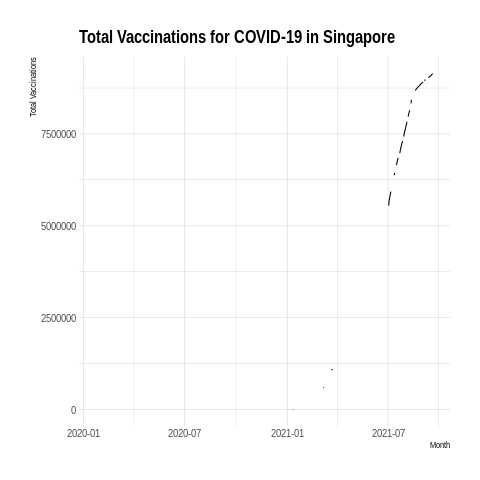 Total Vaccinations for COVID-19 in Singapore
Total Vaccinations
7500000
5000000
2500000
0
2020-01 2020-07 2021-01 2021-07
Month